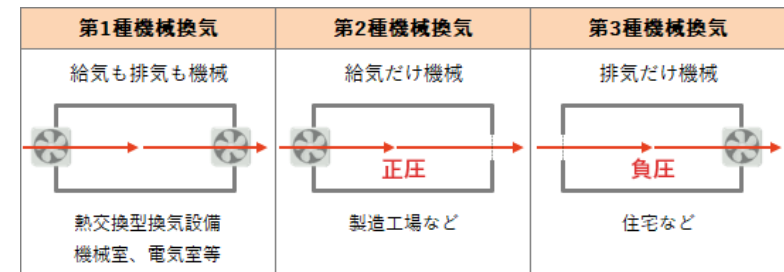 第1種機械換気
第2種機械換気
第3種機械換気
給気も排気も機械
給気だけ機械
排気だけ機械
正圧
負圧
熱交換型換気設備
機械室、電気室等
製造工場など
住宅など